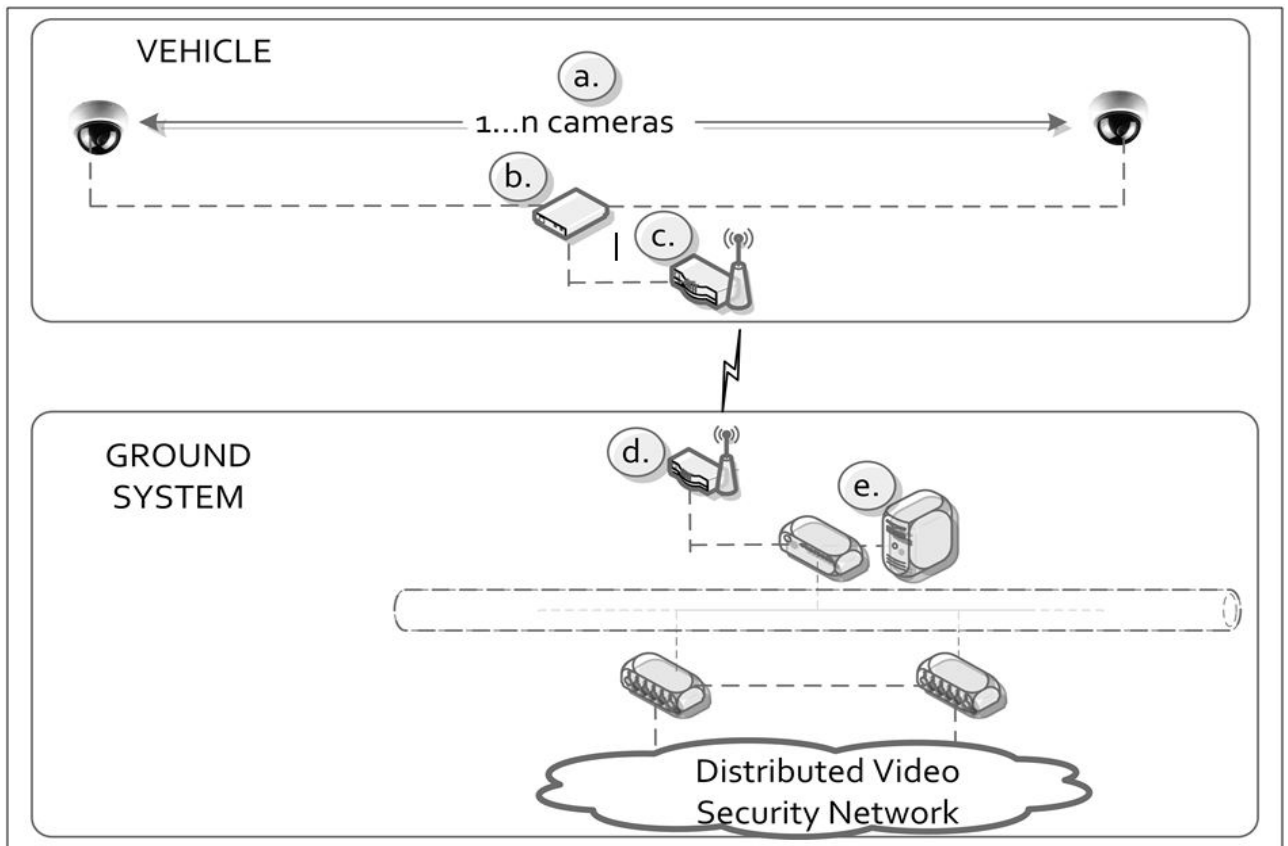 VEHICLE
a.
1...n cameras
b.
c.
d.
GROUND
SYSTEM
e.
Distributed Video
Security Network